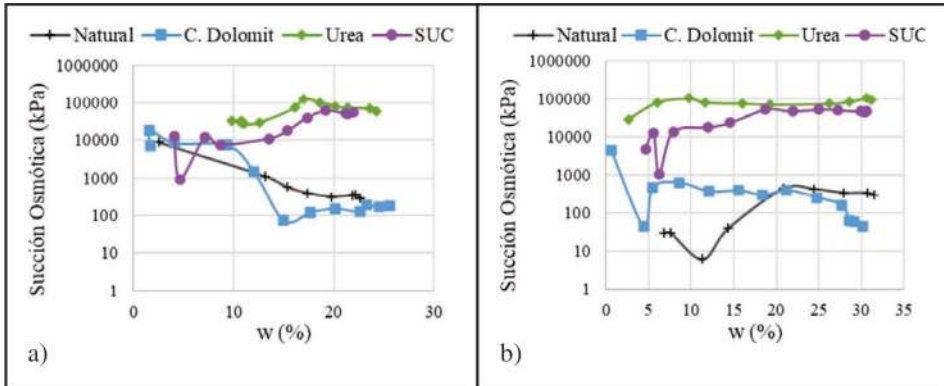 Natural C. Dolomit Urea SUC
Succión Osmótica (kPa)
1000000
100000
10000
1000
100
10
1
0 10 20 30
w (%)
a)
Natural C. Dolomit Urea SUC
Succión Osmótica (kPa)
1000000
100000
10000
1000
100
10
1
0 5 10 15 20 25 30 35
w (%)
b)